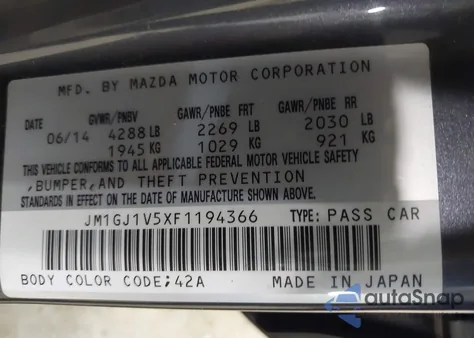 MFD. BY MAZDA MOTOR CORPORATION
DATE GVWR/PNBV GAWR/PNBE FRT GAWR/PNBE RR
06/14 4288 LB 2269 LB 2030 LB
1945 KG 1029 KG 921 KG
THIS VEHICLE CONFORMS TO ALL APPLICABLE FEDERAL MOTOR VEHICLE SAFETY
,BUMPER,AND THEFT PREVENTION
STANDARDS IN EFFECT ON THE DATE OF MANUFACTURE SHOWN ABOVE.
JM1GJ1V5XF1194366 TYPE: PASS CAR
BODY COLOR CODE;42A MADE IN JAPAN
autoSnap